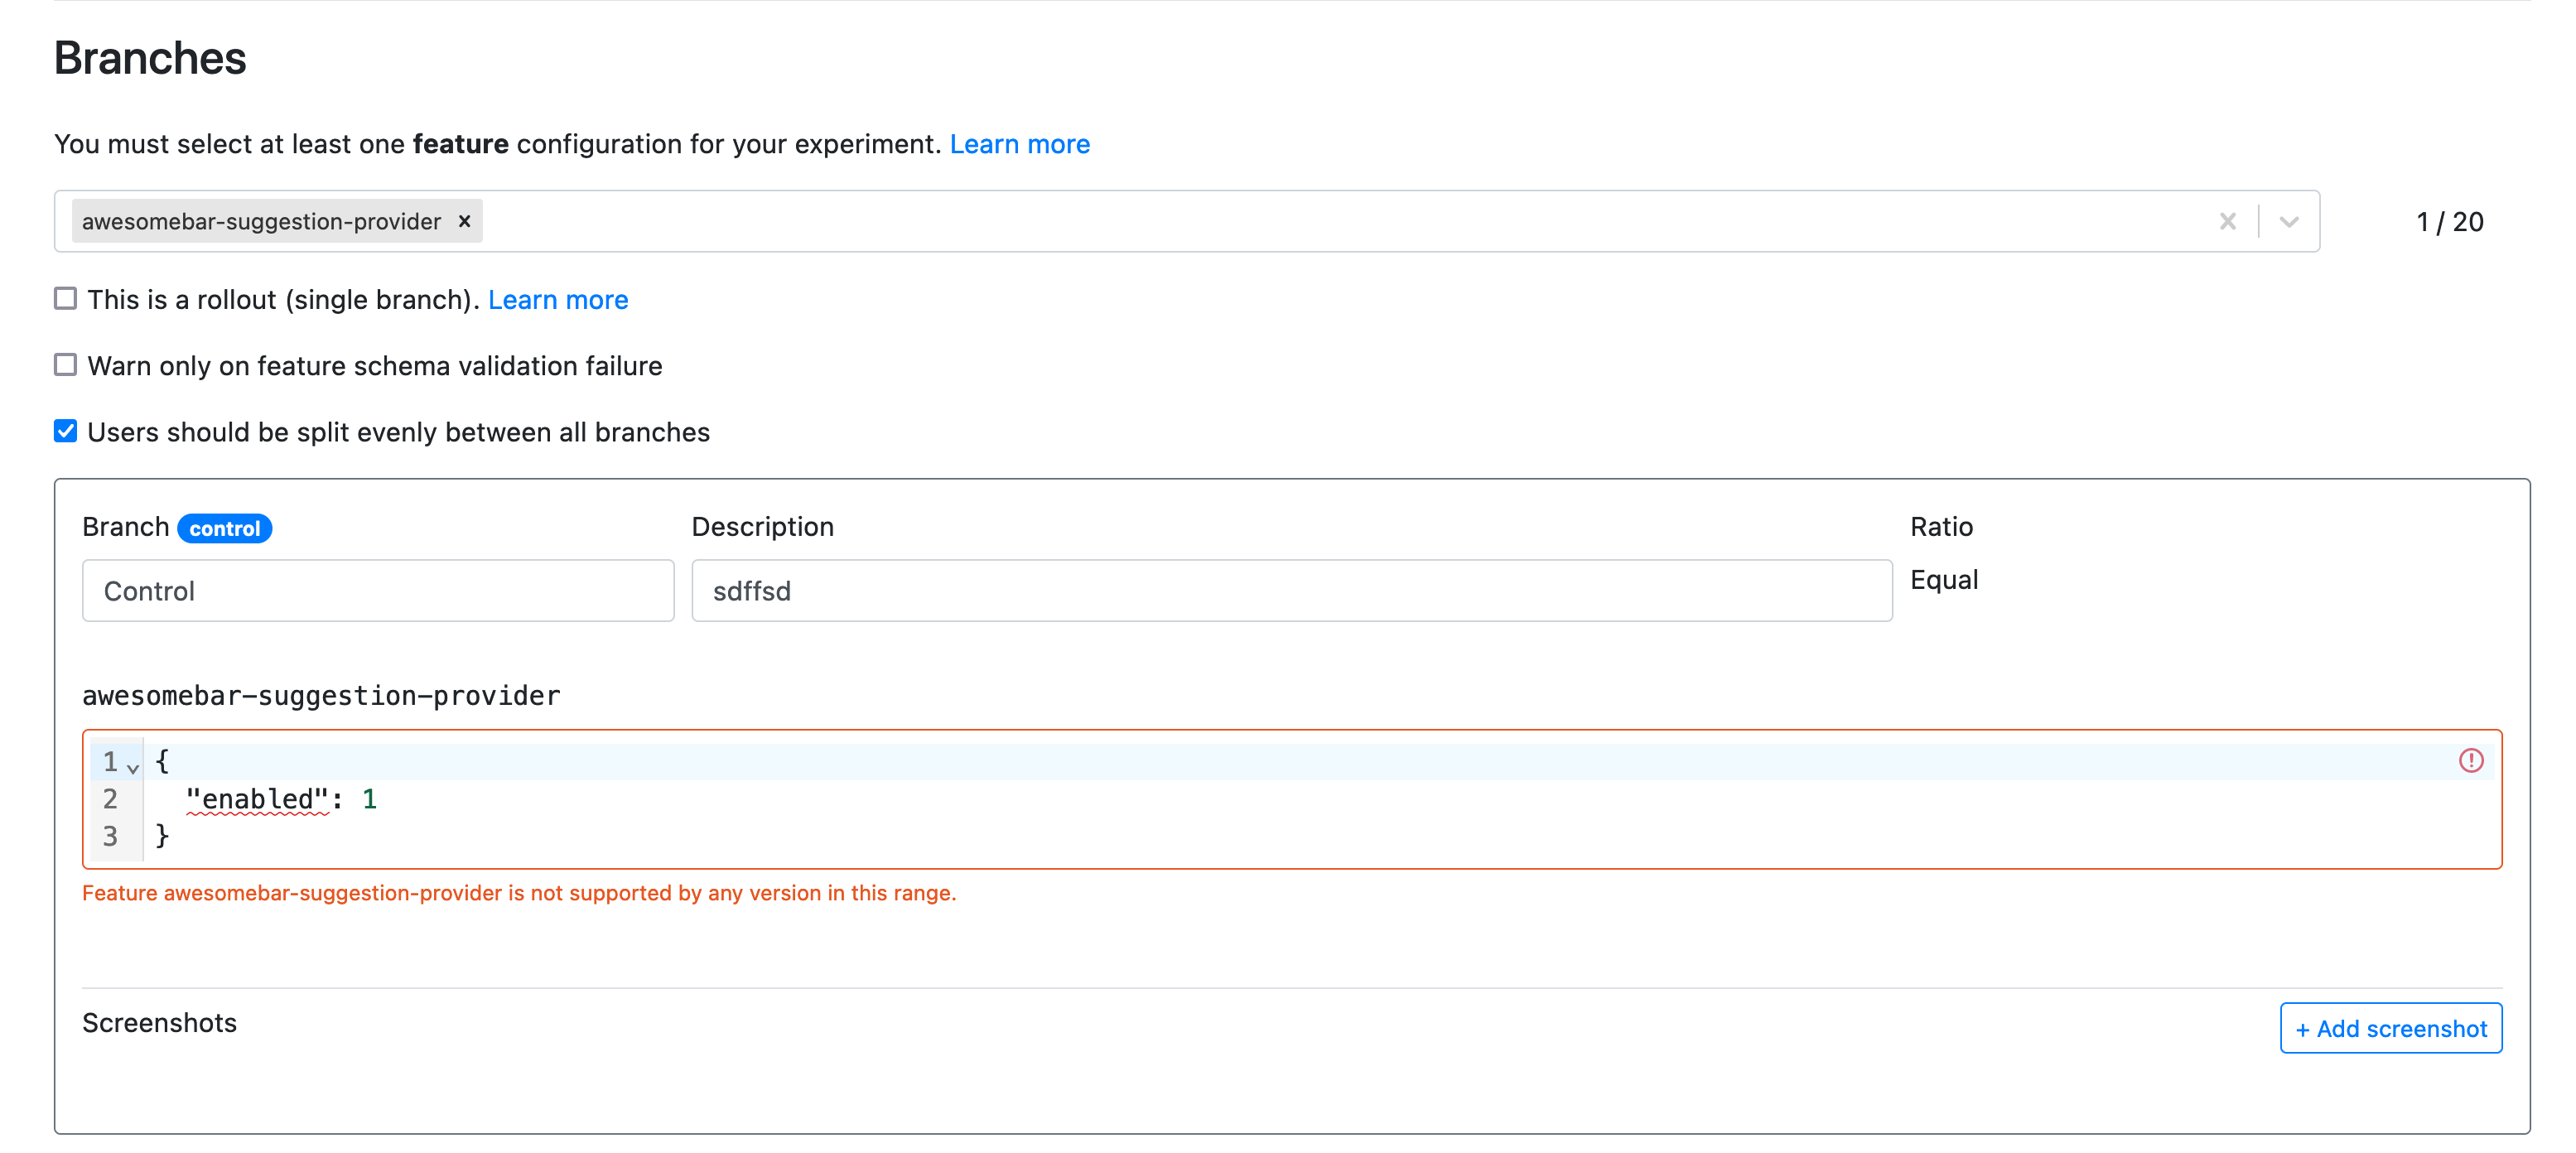 Branches
You must select at least one feature configuration for your experiment. Learn more
awesomebar-suggestion-provider ×
1 / 20
This is a rollout (single branch). Learn more
Warn only on feature schema validation failure
Users should be split evenly between all branches
Branch control
Description
Ratio
Control
sdffsd
Equal
awesomebar-suggestion-provider
1 {
2 "enabled": 1
3 }
Feature awesomebar-suggestion-provider is not supported by any version in this range.
Screenshots
+ Add screenshot